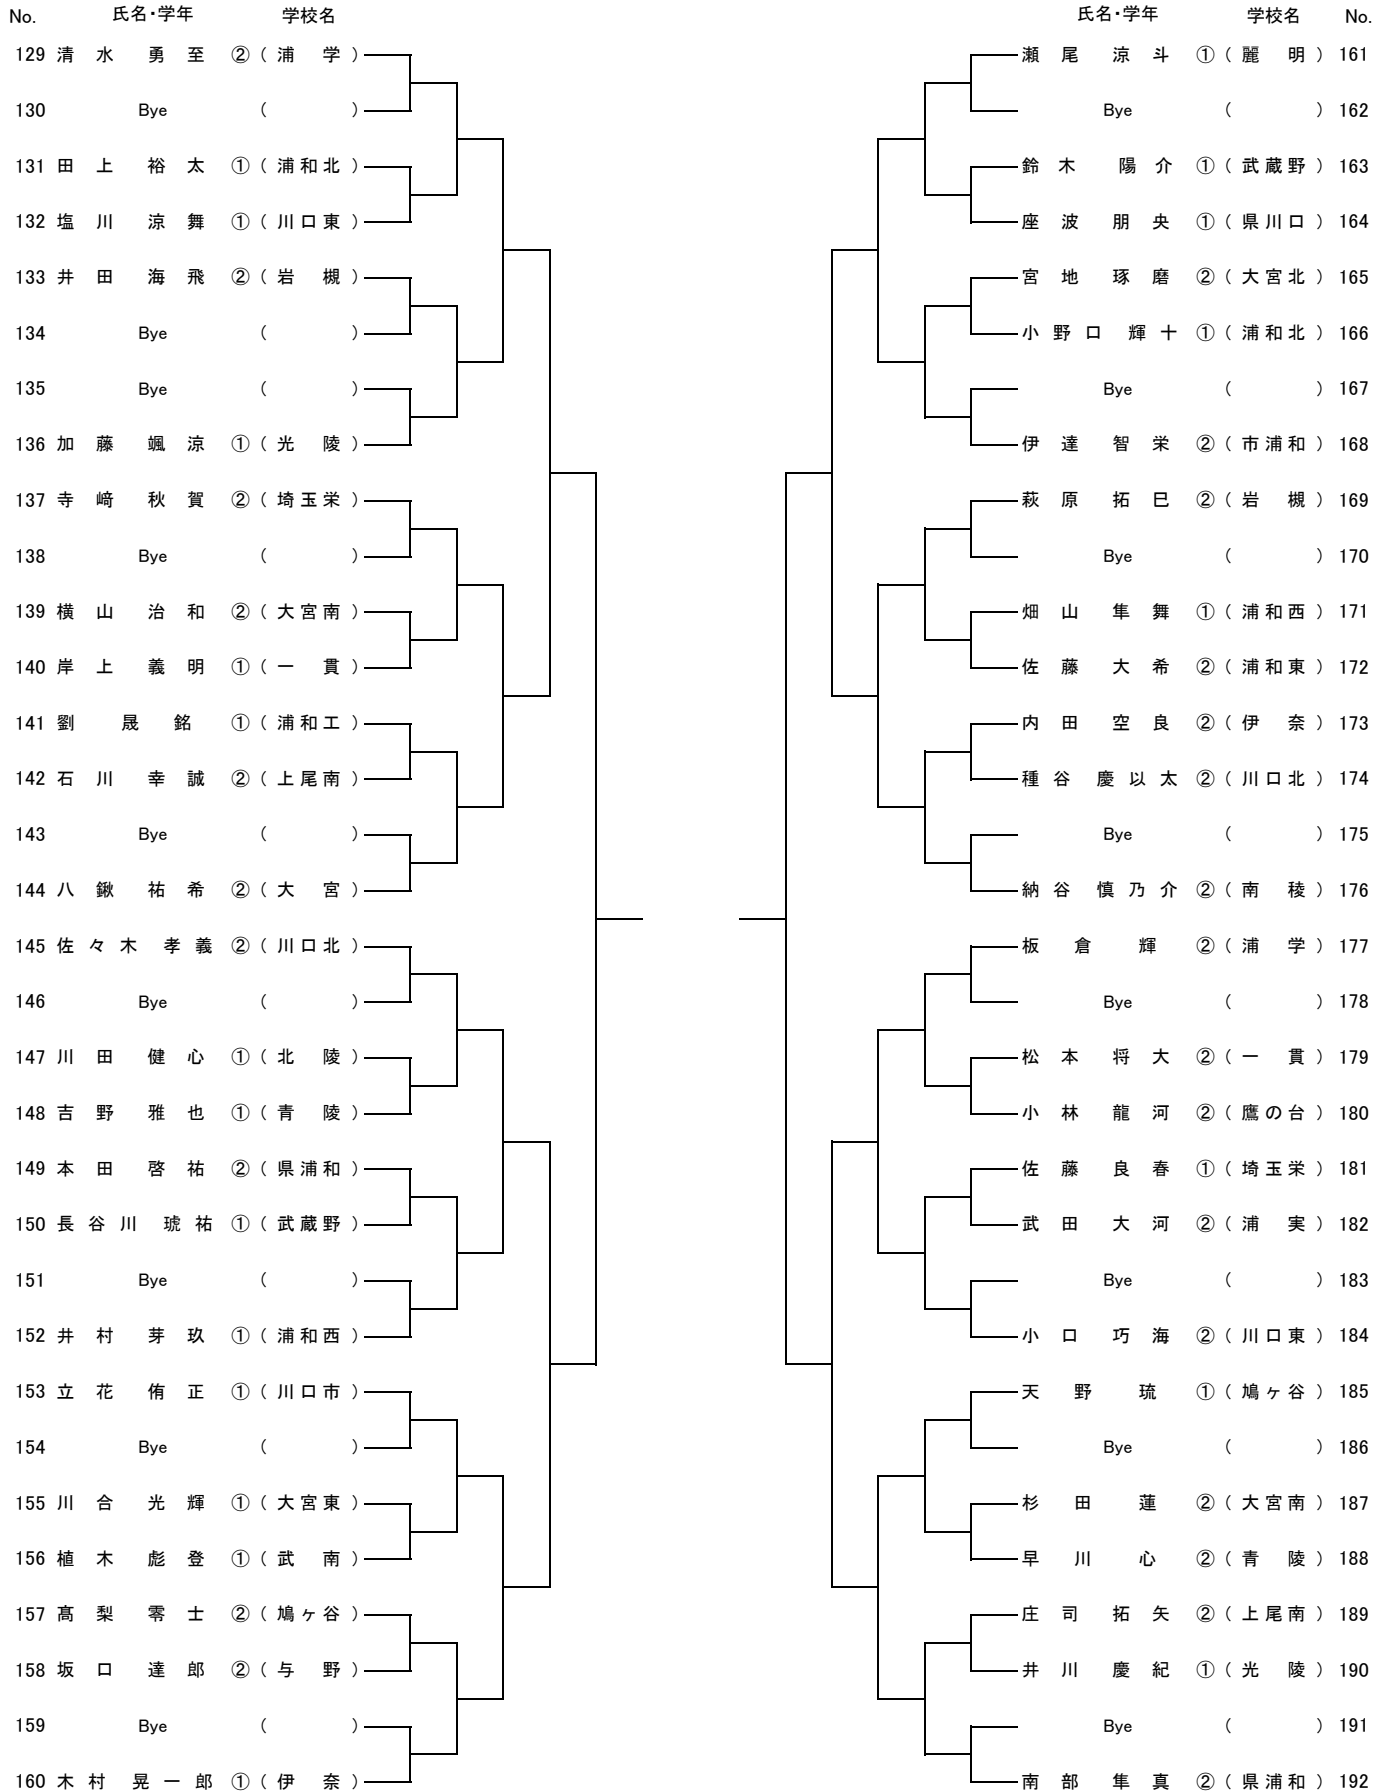 No. 氏名・学年 学校名
129 清水 勇至 ② ( 浦 学 )
130 Bye ( )
131 田上 裕太 ① ( 浦和北 )
132 塩川 涼舞 ① ( 川口東 )
133 井田 海飛 ② ( 岩 槻 )
134 Bye ( )
135 Bye ( )
136 加藤 颯涼 ① ( 光 陵 )
137 寺﨑 秋賀 ② ( 埼玉栄 )
138 Bye ( )
139 横山 治和 ② ( 大宮南 )
140 岸上 義明 ① ( 一 貫 )
141 劉 晟銘 ① ( 浦和工 )
142 石川 幸誠 ② ( 上尾南 )
143 Bye ( )
144 八鍬 祐希 ② ( 大 宮 )
145 佐々木 孝義 ② ( 川口北 )
146 Bye ( )
147 川田 健心 ① ( 北 陵 )
148 吉野 雅也 ① ( 青 陵 )
149 本田 啓祐 ② ( 県浦和 )
150 長谷川 琥祐 ① ( 武蔵野 )
151 Bye ( )
152 井村 芽玖 ① ( 浦和西 )
153 立花 侑正 ① ( 川口市 )
154 Bye ( )
155 川合 光輝 ① ( 大宮東 )
156 植木 彪登 ① ( 武 南 )
157 髙梨 零士 ② ( 鳩ヶ谷 )
158 坂口 達郎 ② ( 与 野 )
159 Bye ( )
160 木村 晃一郎 ① ( 伊 奈 )
氏名・学年 学校名 No.
瀬尾 涼斗 ① ( 麗 明 ) 161
Bye ( ) 162
鈴木 陽介 ① ( 武蔵野 ) 163
座波 朋央 ① ( 県川口 ) 164
宮地 琢磨 ② ( 大宮北 ) 165
小野口 輝十 ① ( 浦和北 ) 166
Bye ( ) 167
伊達 智栄 ② ( 市浦和 ) 168
萩原 拓巳 ② ( 岩 槻 ) 169
Bye ( ) 170
畑山 隼舞 ① ( 浦和西 ) 171
佐藤 大希 ② ( 浦和東 ) 172
内田 空良 ② ( 伊 奈 ) 173
種谷 慶以太 ② ( 川口北 ) 174
Bye ( ) 175
納谷 慎乃介 ② ( 南 稜 ) 176
板倉 輝 ② ( 浦 学 ) 177
Bye ( ) 178
松本 将大 ② ( 一 貫 ) 179
小林 龍河 ② ( 鷹の台 ) 180
佐藤 良春 ① ( 埼玉栄 ) 181
武田 大河 ② ( 浦 実 ) 182
Bye ( ) 183
小口 巧海 ② ( 川口東 ) 184
天野 琉 ① ( 鳩ヶ谷 ) 185
Bye ( ) 186
杉田 蓮 ② ( 大宮南 ) 187
早川 心 ② ( 青 陵 ) 188
庄司 拓矢 ② ( 上尾南 ) 189
井川 慶紀 ① ( 光 陵 ) 190
Bye ( ) 191
南部 隼真 ② ( 県浦和 ) 192